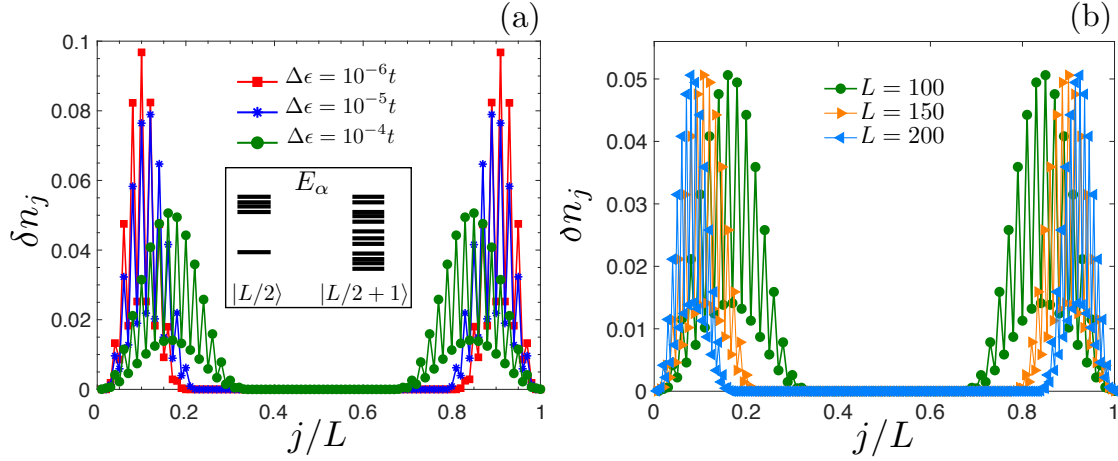 (a)
0.1
0.08
0.06
0.04
0.02
0
δn_j
Δϵ = 10⁻⁶t
Δϵ = 10⁻⁵t
Δϵ = 10⁻⁴t
E_α
|L/2⟩ |L/2 + 1⟩
0 0.2 0.4 0.6 0.8 1
j/L
(b)
0.05
0.04
0.03
0.02
0.01
0
δn_j
L = 100
L = 150
L = 200
0 0.2 0.4 0.6 0.8 1
j/L